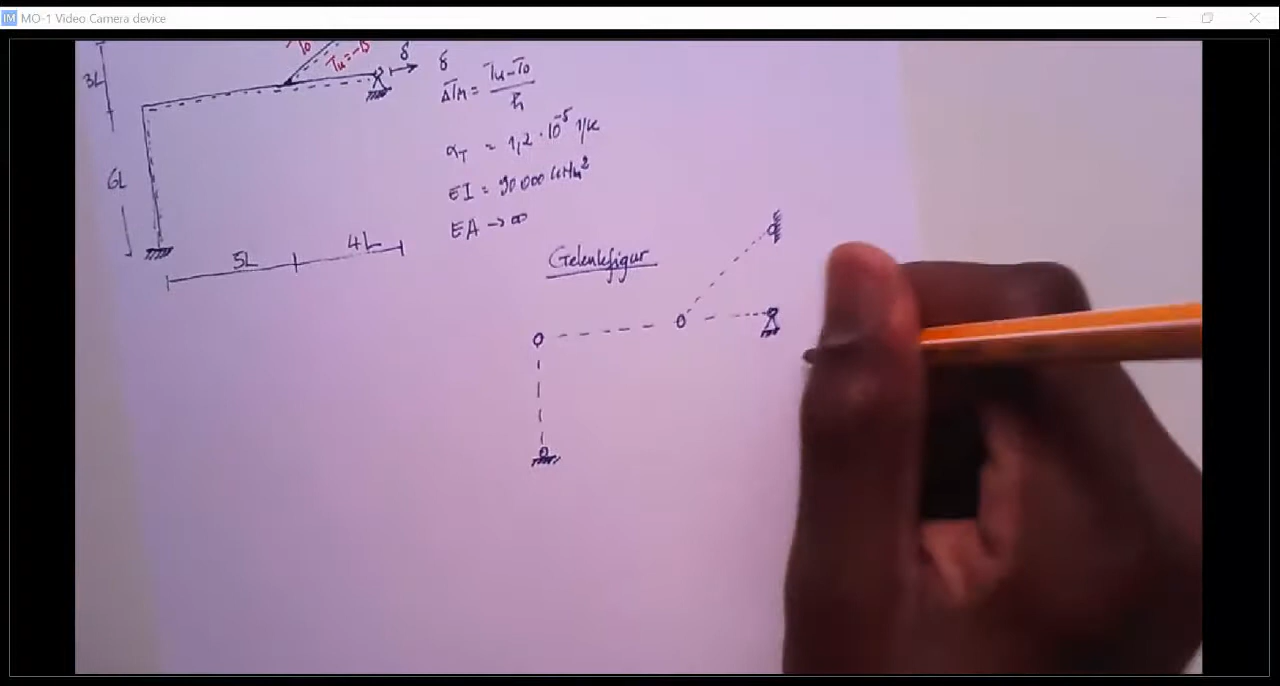 MO-1 Video Camera device
3L
To
Tu=-B
δ
δ
ΔTM = Tu-To
h
αT = 1,2 · 10^-5 1/K
EI = 90 000 kNm²
EA → ∞
6L
5L
4L
Gelenkfigur